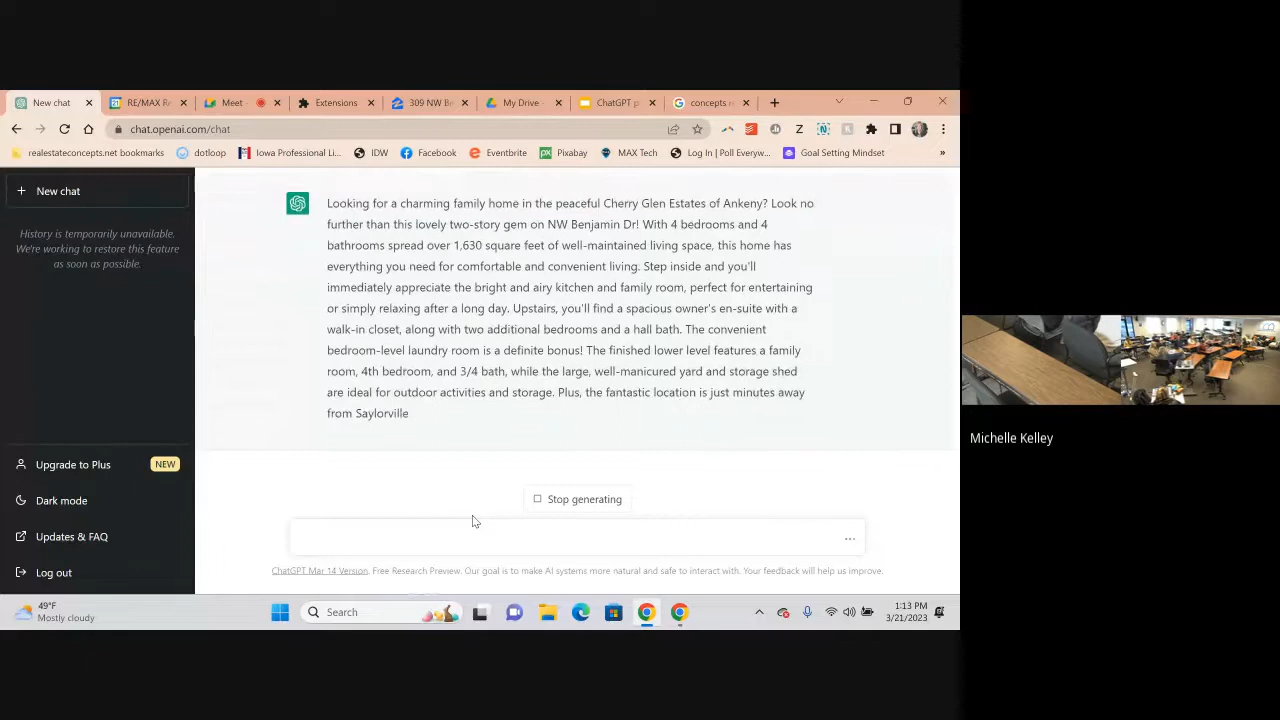 New chat
RE/MAX Re
Meet -
Extensions
309 NW Be
My Drive -
ChatGPT p
concepts r
chat.openai.com/chat
realestateconcepts.net bookmarks
dotloop
Iowa Professional Li...
IDW
Facebook
Eventbrite
Pixabay
MAX Tech
Log In | Poll Everyw...
Goal Setting Mindset
»
+ New chat
History is temporarily unavailable.
We're working to restore this feature
as soon as possible.
Looking for a charming family home in the peaceful Cherry Glen Estates of Ankeny? Look no
further than this lovely two-story gem on NW Benjamin Dr! With 4 bedrooms and 4
bathrooms spread over 1,630 square feet of well-maintained living space, this home has
everything you need for comfortable and convenient living. Step inside and you'll
immediately appreciate the bright and airy kitchen and family room, perfect for entertaining
or simply relaxing after a long day. Upstairs, you'll find a spacious owner's en-suite with a
walk-in closet, along with two additional bedrooms and a hall bath. The convenient
bedroom-level laundry room is a definite bonus! The finished lower level features a family
room, 4th bedroom, and 3/4 bath, while the large, well-manicured yard and storage shed
are ideal for outdoor activities and storage. Plus, the fantastic location is just minutes away
from Saylorville
Michelle Kelley
Upgrade to Plus
NEW
Dark mode
Updates & FAQ
Log out
Stop generating
...
ChatGPT Mar 14 Version. Free Research Preview. Our goal is to make AI systems more natural and safe to interact with. Your feedback will help us improve.
49°F
Mostly cloudy
Search
1:13 PM
3/21/2023